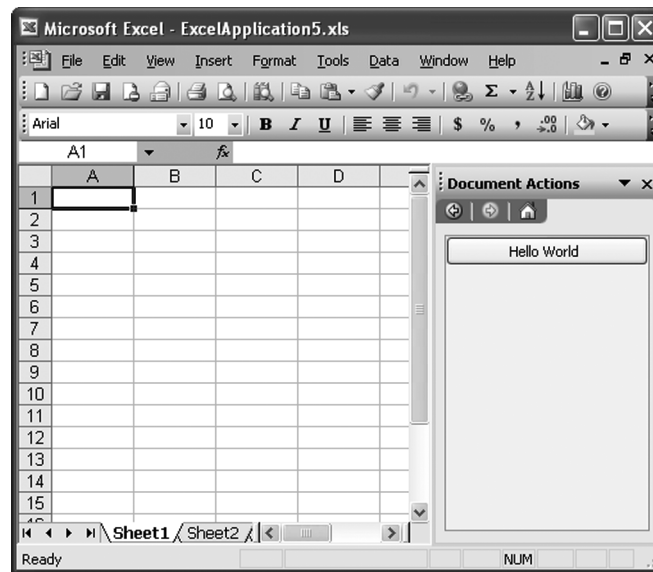 Microsoft Excel - ExcelApplication5.xls
File Edit View Insert Format Tools Data Window Help
Arial 10 B I U $ % , .00 →.0
A1 fx
A B C D
Document Actions
1
Hello World
2
3
4
5
6
7
8
9
10
11
12
13
14
15
Sheet1 Sheet2
Ready NUM